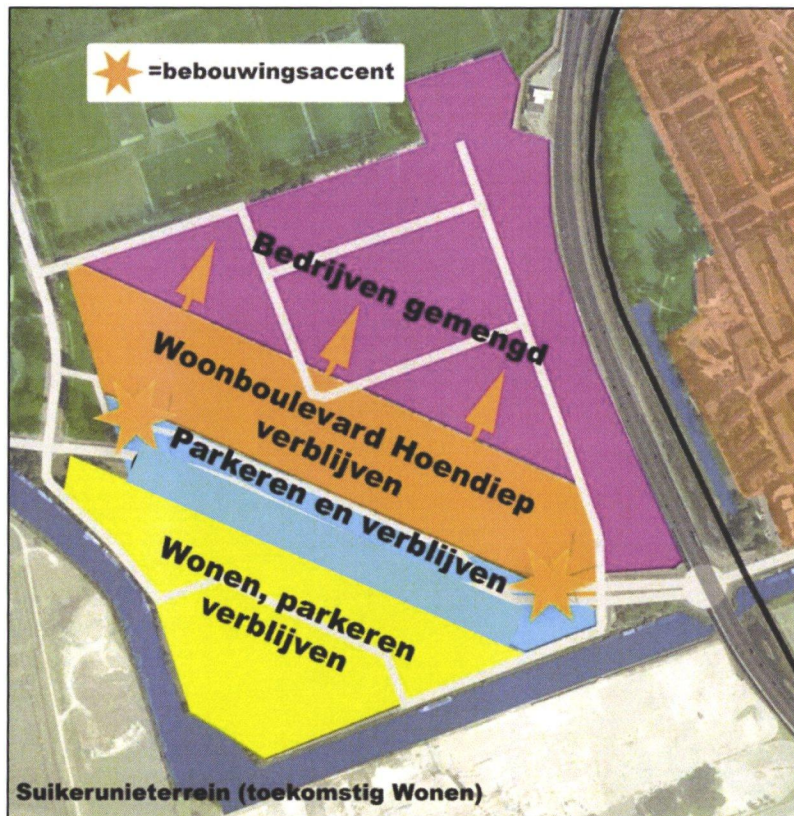 =bebouwingsaccent
Bedrijven gemengd
Woonboulevard Hoendiep
verblijven
Parkeren en verblijven
Wonen, parkeren
verblijven
Suikerunieterrein (toekomstig Wonen)